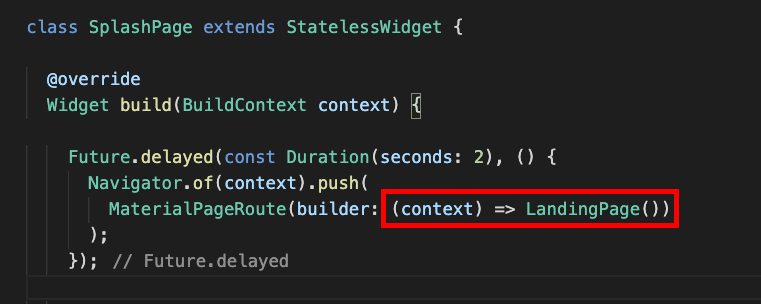 class SplashPage extends StatelessWidget {
@override
Widget build(BuildContext context) {
Future.delayed(const Duration(seconds: 2), () {
Navigator.of(context).push(
MaterialPageRoute(builder: (context) => LandingPage())
);
}); // Future.delayed